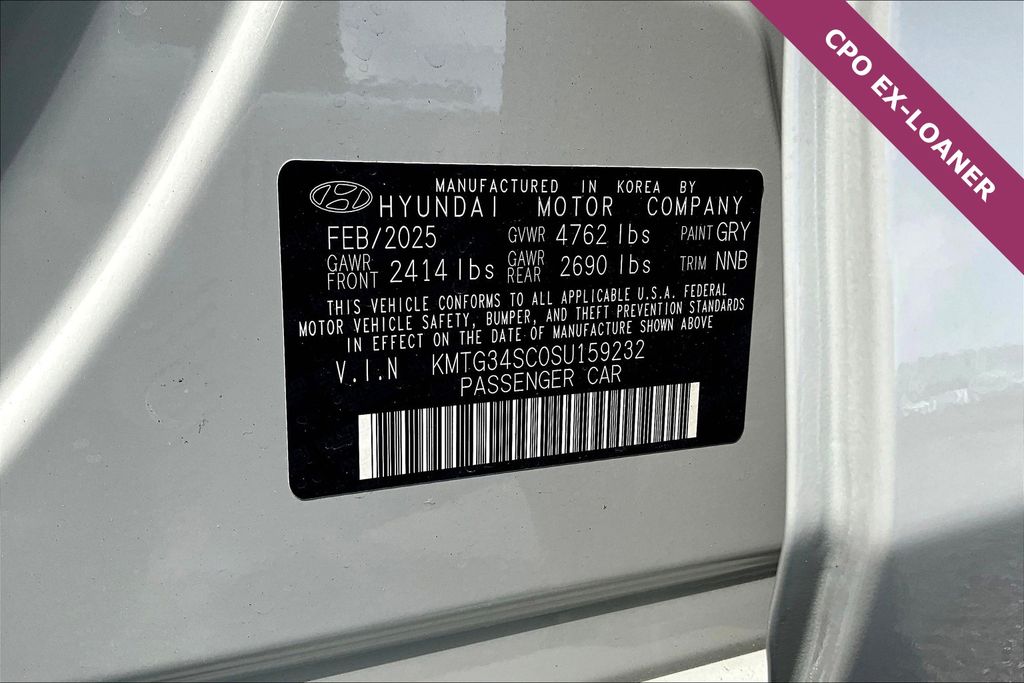 CPO EX-LOANER
MANUFACTURED IN KOREA BY
HYUNDAI MOTOR COMPANY
FEB/2025 GVWR 4762 lbs PAINT GRY
GAWR FRONT 2414 lbs GAWR REAR 2690 lbs TRIM NNB
THIS VEHICLE CONFORMS TO ALL APPLICABLE U.S.A. FEDERAL
MOTOR VEHICLE SAFETY, BUMPER, AND THEFT PREVENTION STANDARDS
IN EFFECT ON THE DATE OF MANUFACTURE SHOWN ABOVE
V.I.N KMTG34SC0SU159232
PASSENGER CAR